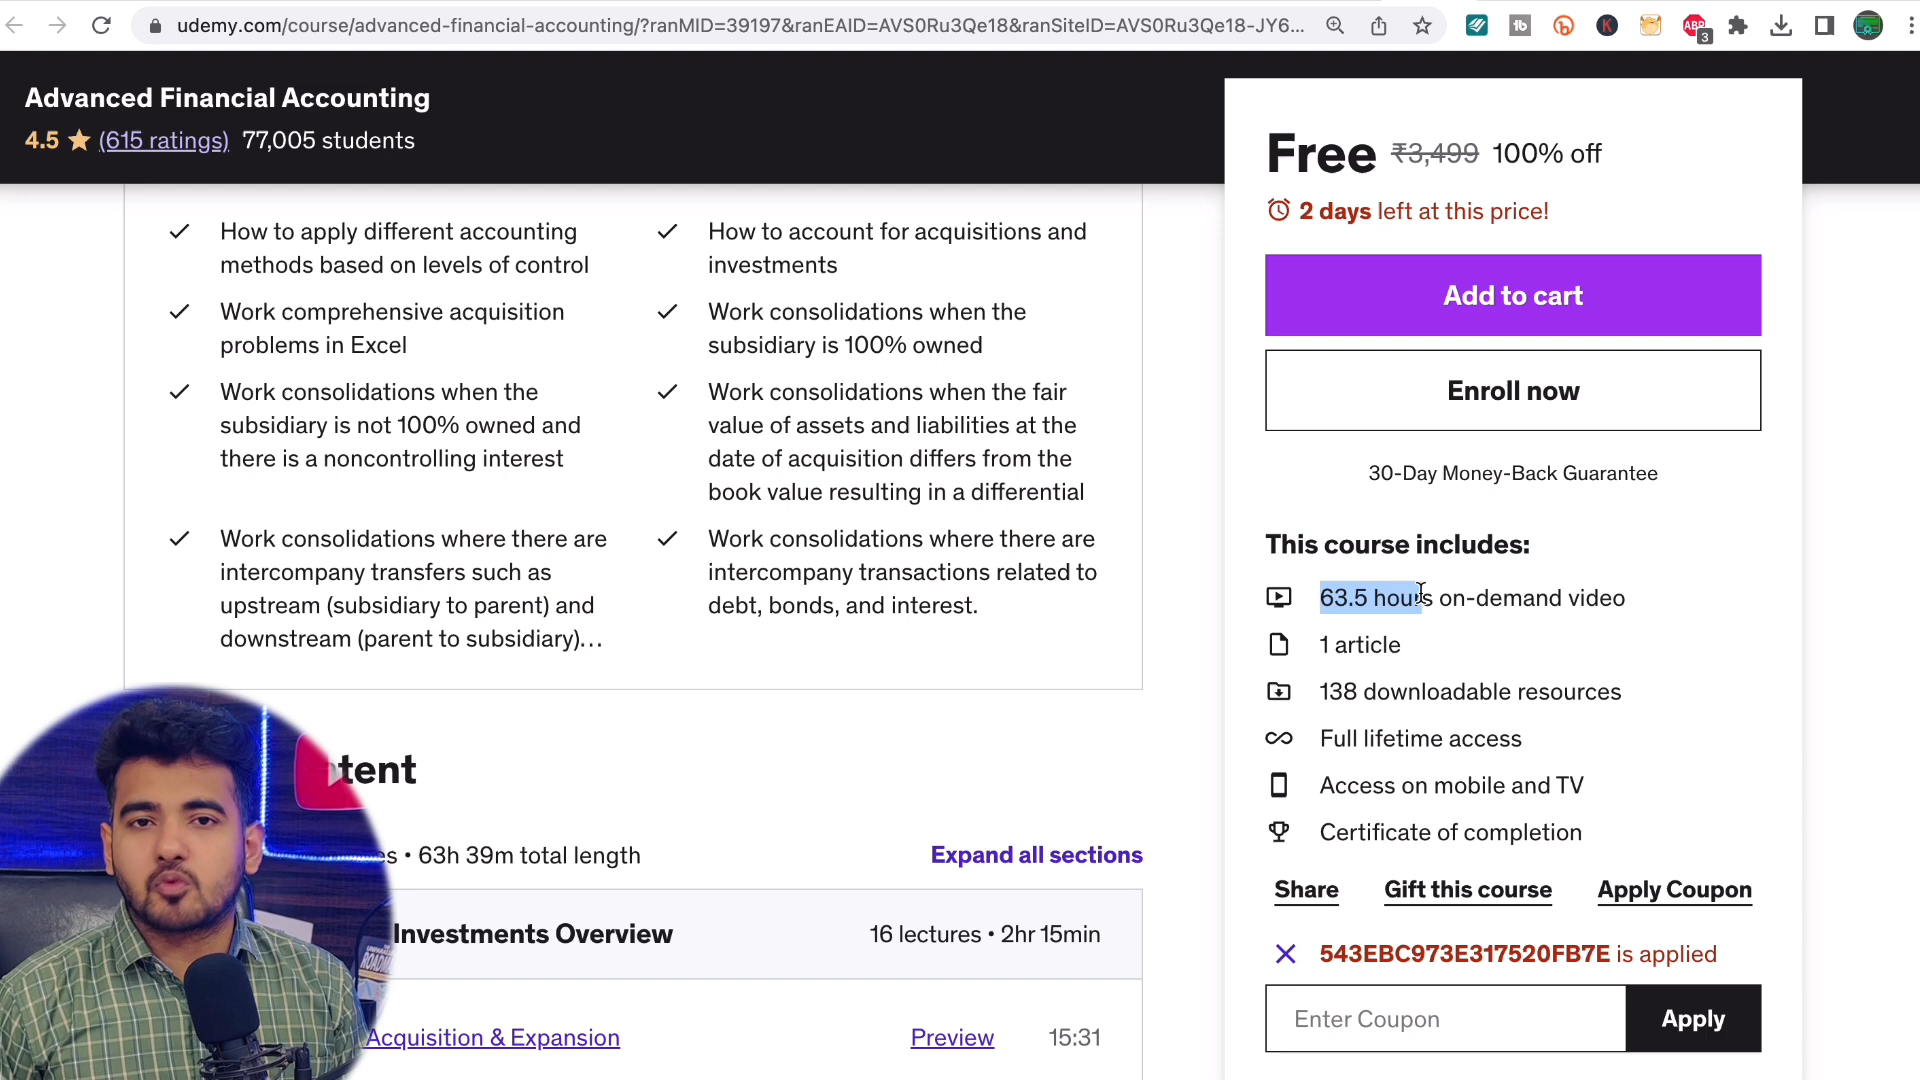 udemy.com/course/advanced-financial-accounting/?ranMID=39197&ranEAID=AVS0Ru3Qe18&ranSiteID=AVS0Ru3Qe18-JY6...
tb
K
ABP
3
Advanced Financial Accounting
4.5 ★ (615 ratings) 77,005 students
Free ₹3,499 100% off
2 days left at this price!
Add to cart
Enroll now
30-Day Money-Back Guarantee
How to apply different accounting
methods based on levels of control
How to account for acquisitions and
investments
Work comprehensive acquisition
problems in Excel
Work consolidations when the
subsidiary is 100% owned
Work consolidations when the
subsidiary is not 100% owned and
there is a noncontrolling interest
Work consolidations when the fair
value of assets and liabilities at the
date of acquisition differs from the
book value resulting in a differential
Work consolidations where there are
intercompany transfers such as
upstream (subsidiary to parent) and
downstream (parent to subsidiary)...
Work consolidations where there are
intercompany transactions related to
debt, bonds, and interest.
This course includes:
63.5 hours on-demand video
1 article
138 downloadable resources
Full lifetime access
Access on mobile and TV
Certificate of completion
Share Gift this course Apply Coupon
543EBC973E317520FB7E is applied
Enter Coupon
Apply
tent
es • 63h 39m total length
Expand all sections
Investments Overview
16 lectures • 2hr 15min
Acquisition & Expansion
Preview
15:31
ROADMAP